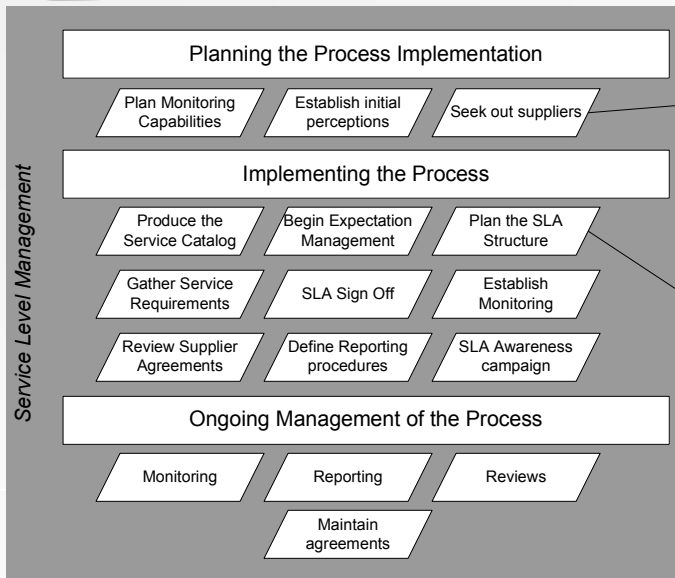 Service Level Management
Planning the Process Implementation
Plan Monitoring
Capabilities
Establish initial
perceptions
Seek out suppliers
Implementing the Process
Produce the
Service Catalog
Begin Expectation
Management
Plan the SLA
Structure
Gather Service
Requirements
SLA Sign Off
Establish
Monitoring
Review Supplier
Agreements
Define Reporting
procedures
SLA Awareness
campaign
Ongoing Management of the Process
Monitoring
Reporting
Reviews
Maintain
agreements